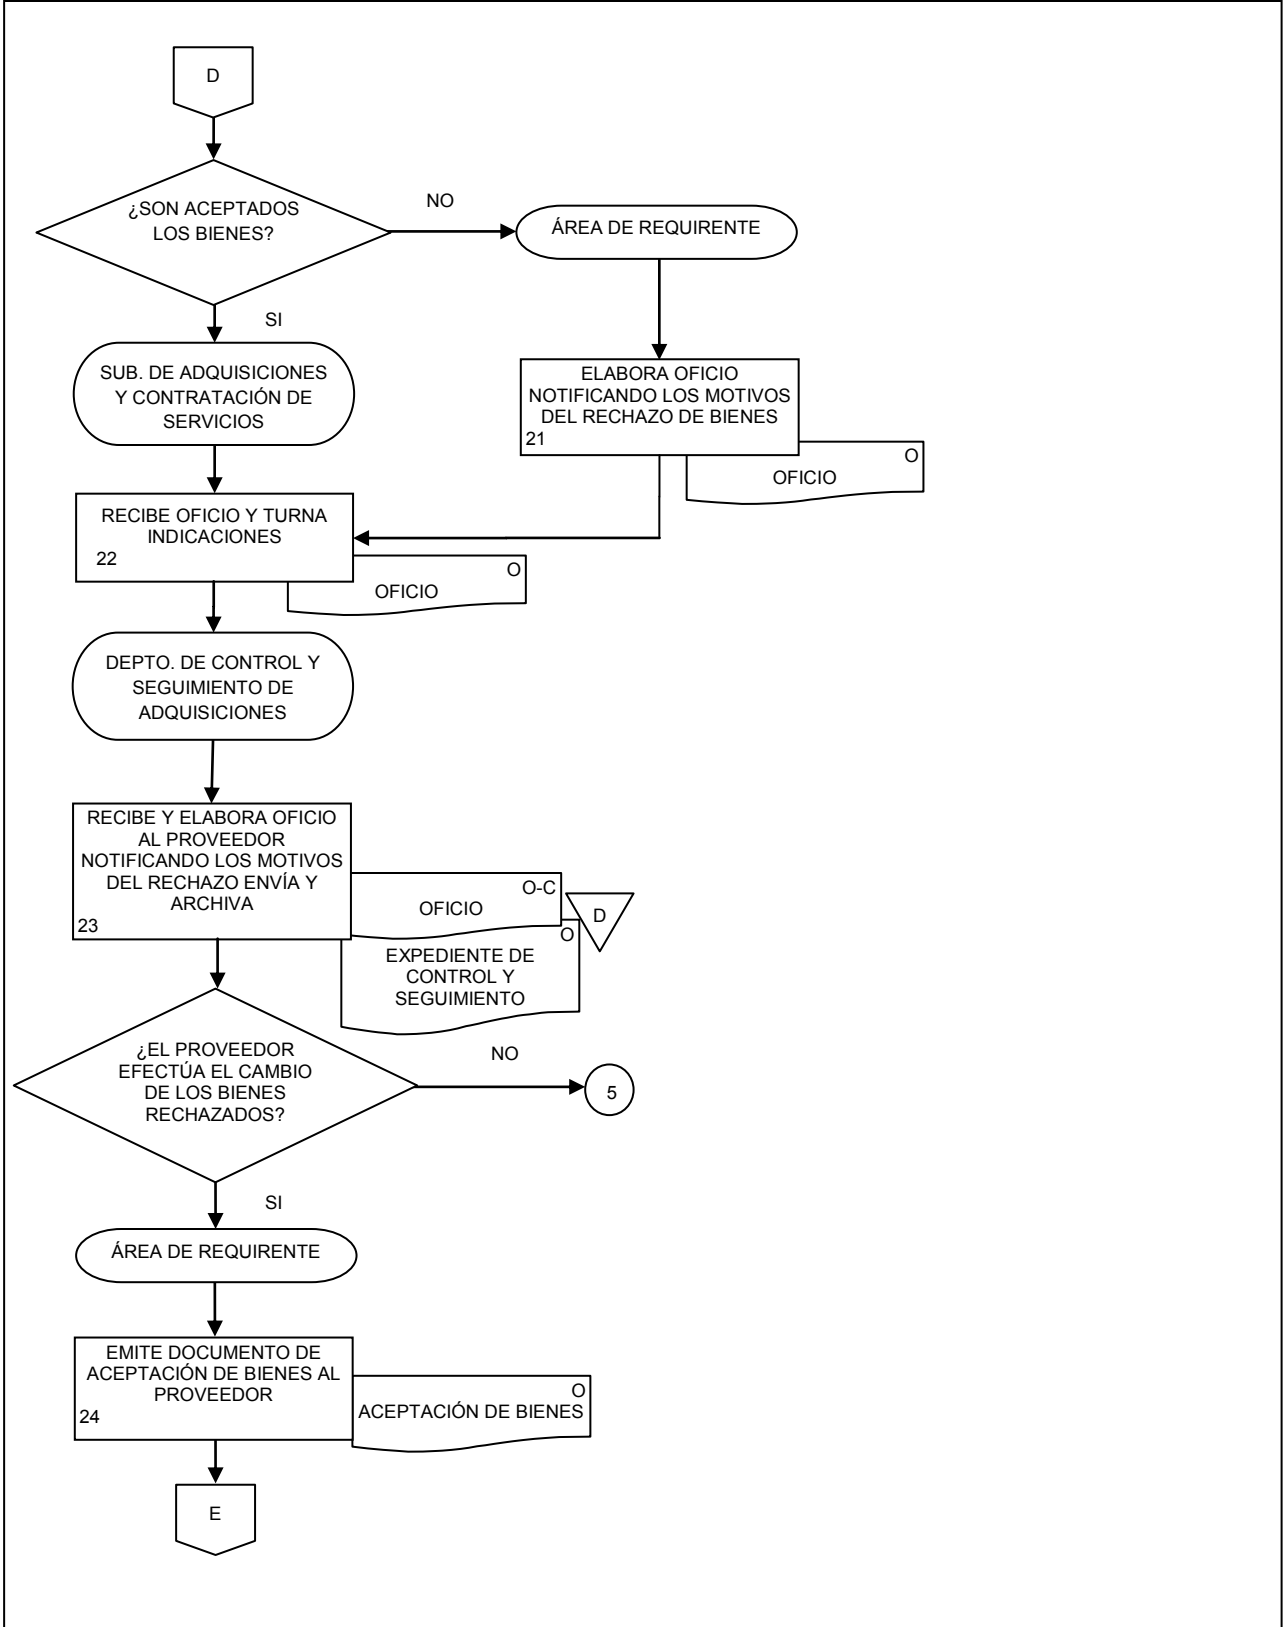 D
¿SON ACEPTADOS
LOS BIENES?
NO
ÁREA DE REQUIRENTE
SI
SUB. DE ADQUISICIONES
Y CONTRATACIÓN DE
SERVICIOS
ELABORA OFICIO
NOTIFICANDO LOS MOTIVOS
DEL RECHAZO DE BIENES
21
O
OFICIO
RECIBE OFICIO Y TURNA
INDICACIONES
22
O
OFICIO
DEPTO. DE CONTROL Y
SEGUIMIENTO DE
ADQUISICIONES
RECIBE Y ELABORA OFICIO
AL PROVEEDOR
NOTIFICANDO LOS MOTIVOS
DEL RECHAZO ENVÍA Y
ARCHIVA
23
O-C
OFICIO
D
O
EXPEDIENTE DE
CONTROL Y
SEGUIMIENTO
¿EL PROVEEDOR
EFECTÚA EL CAMBIO
DE LOS BIENES
RECHAZADOS?
NO
5
SI
ÁREA DE REQUIRENTE
EMITE DOCUMENTO DE
ACEPTACIÓN DE BIENES AL
PROVEEDOR
24
O
ACEPTACIÓN DE BIENES
E